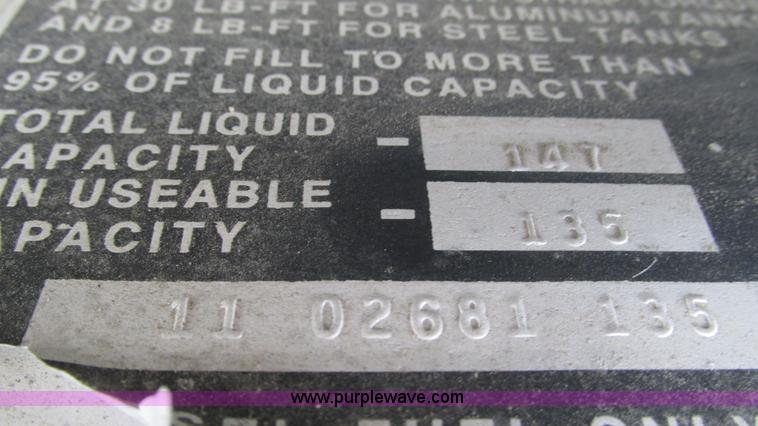 AT 30 LB-FT FOR ALUMINUM TANKS
AND 8 LB-FT FOR STEEL TANKS
DO NOT FILL TO MORE THAN
95% OF LIQUID CAPACITY
TOTAL LIQUID
APACITY - 147
IN USEABLE
APACITY - 135
11 02681 135
www.purplewave.com
FUEL ONLY